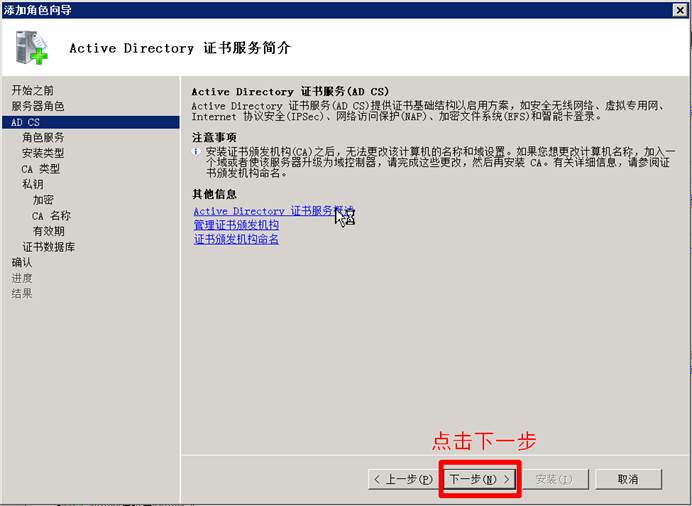 添加角色向导
Active Directory 证书服务简介
开始之前
服务器角色
AD CS
角色服务
安装类型
CA 类型
私钥
加密
CA 名称
有效期
证书数据库
确认
进度
结果
Active Directory 证书服务(AD CS)
Active Directory 证书服务(AD CS)提供证书基础结构以启用方案，如安全无线网络、虚拟专用网、
Internet 协议安全(IPSec)、网络访问保护(NAP)、加密文件系统(EFS)和智能卡登录。
注意事项
安装证书颁发机构(CA)之后，无法更改该计算机的名称和域设置。如果您想更改计算机名称，加入一
个域或者使该服务器升级为域控制器，请完成这些更改，然后再安装 CA。有关详细信息，请参阅证
书颁发机构命名。
其他信息
Active Directory 证书服务概述
管理证书颁发机构
证书颁发机构命名
点击下一步
< 上一步(P)
下一步(N) >
安装(I)
取消